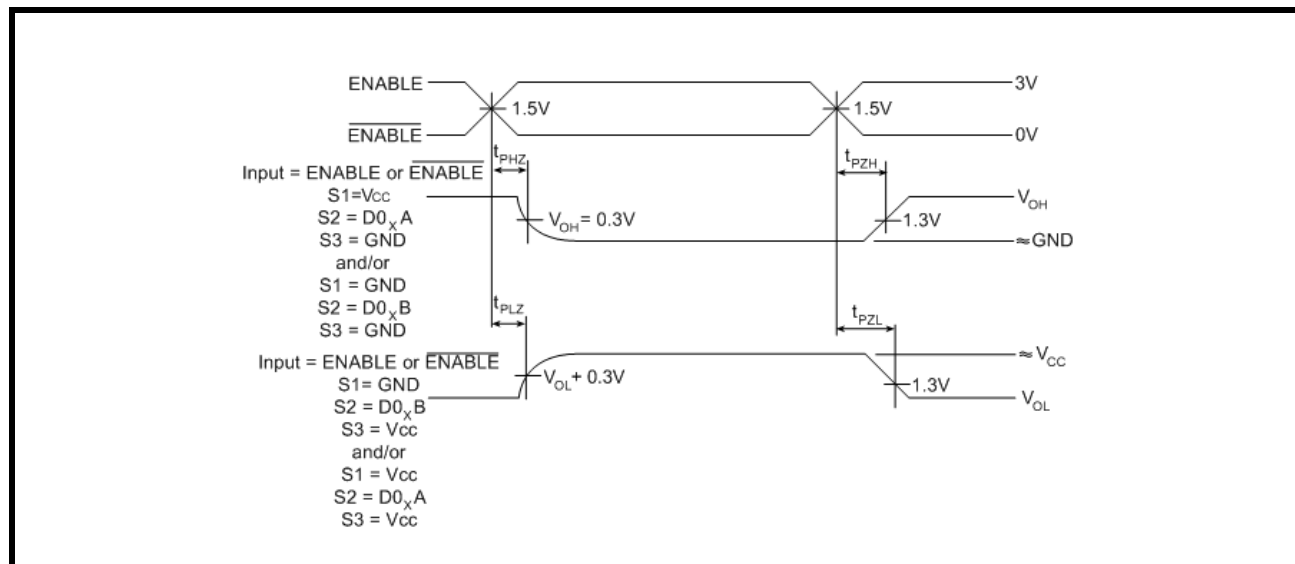 ENABLE
3V
1.5V
1.5V
ENABLE
0V
tPHZ
tPZH
Input = ENABLE or ENABLE
S1=Vcc
VOH
S2 = D0XA
VOH = 0.3V
1.3V
S3 = GND
≈GND
and/or
S1 = GND
S2 = D0XB
tPLZ
tPZL
S3 = GND
Input = ENABLE or ENABLE
≈VCC
S1= GND
VOL + 0.3V
1.3V
S2 = D0XB
VOL
S3 = Vcc
and/or
S1 = Vcc
S2 = D0XA
S3 = Vcc